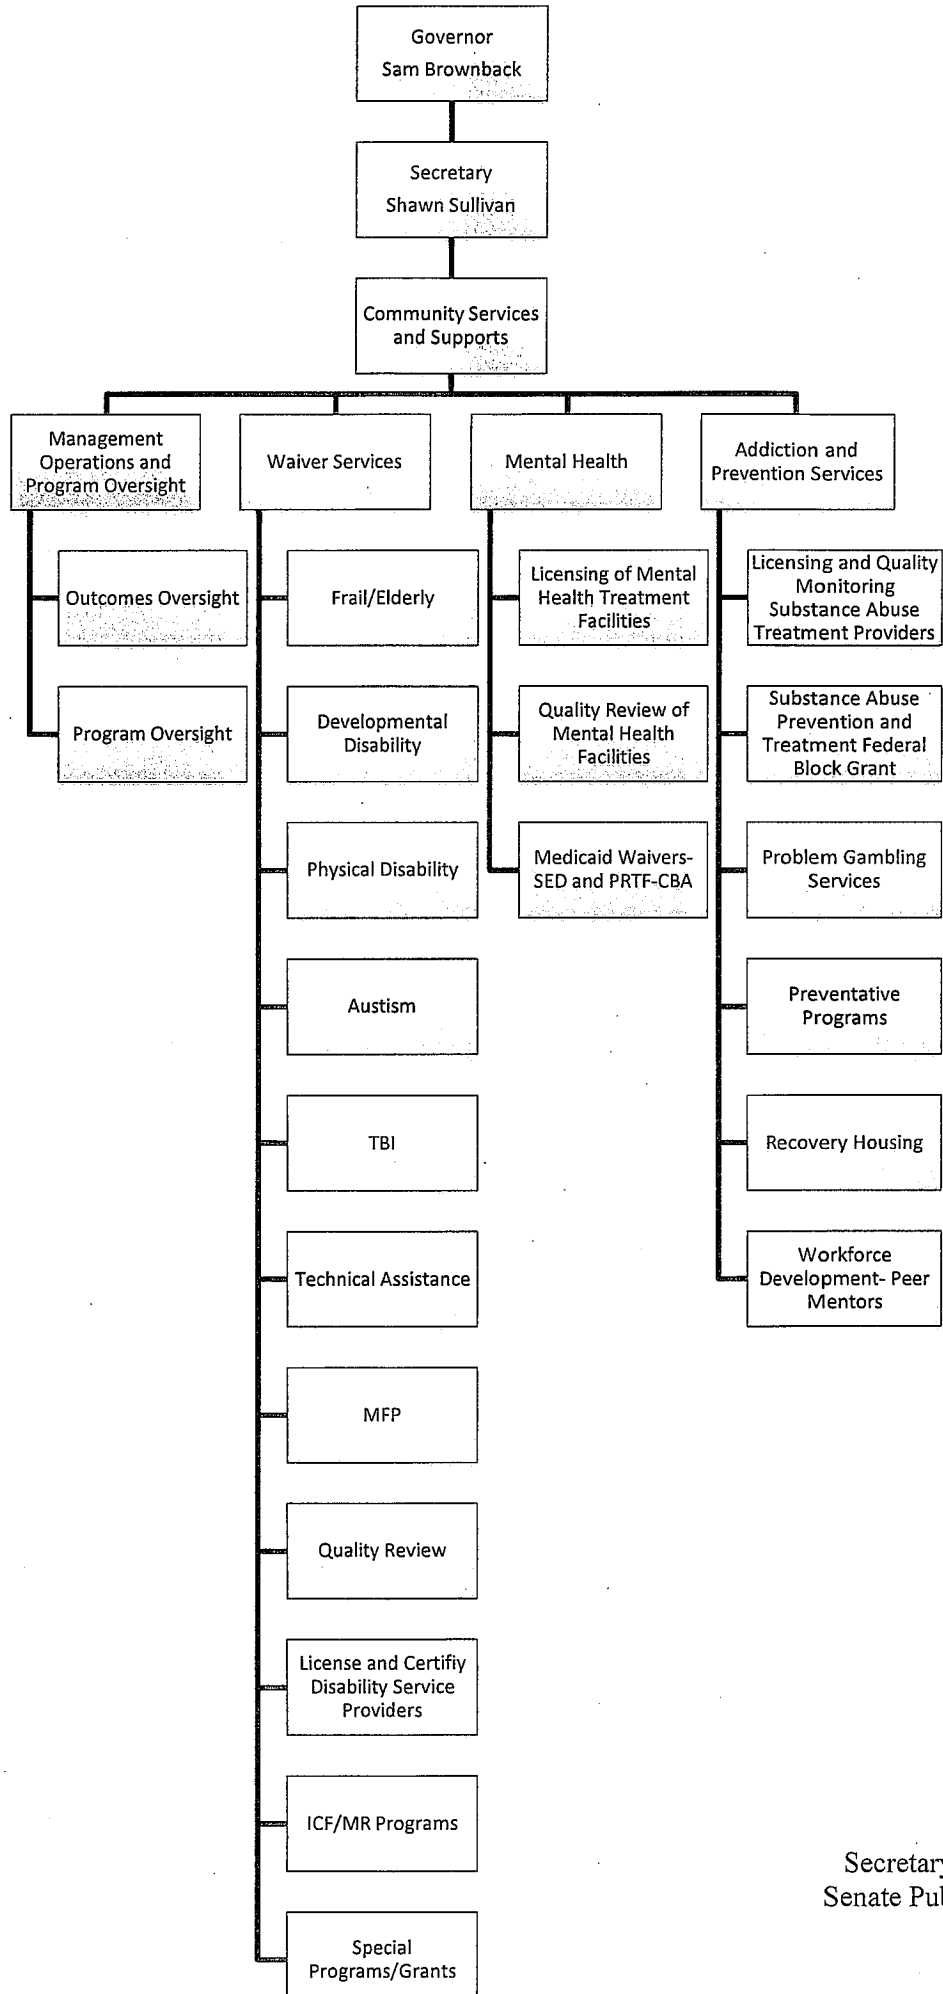 Governor
Sam Brownback
Secretary
Shawn Sullivan
Community Services
and Supports
Management
Operations and
Program Oversight
Outcomes Oversight
Program Oversight
Waiver Services
Frail/Elderly
Developmental
Disability
Physical Disability
Austism
TBI
Technical Assistance
MFP
Quality Review
License and Certifiy
Disability Service
Providers
ICF/MR Programs
Special
Programs/Grants
Mental Health
Licensing of Mental
Health Treatment
Facilities
Quality Review of
Mental Health
Facilities
Medicaid Waivers-
SED and PRTF-CBA
Addiction and
Prevention Services
Licensing and Quality
Monitoring
Substance Abuse
Treatment Providers
Substance Abuse
Prevention and
Treatment Federal
Block Grant
Problem Gambling
Services
Preventative
Programs
Recovery Housing
Workforce
Development- Peer
Mentors
Secretary
Senate Pub